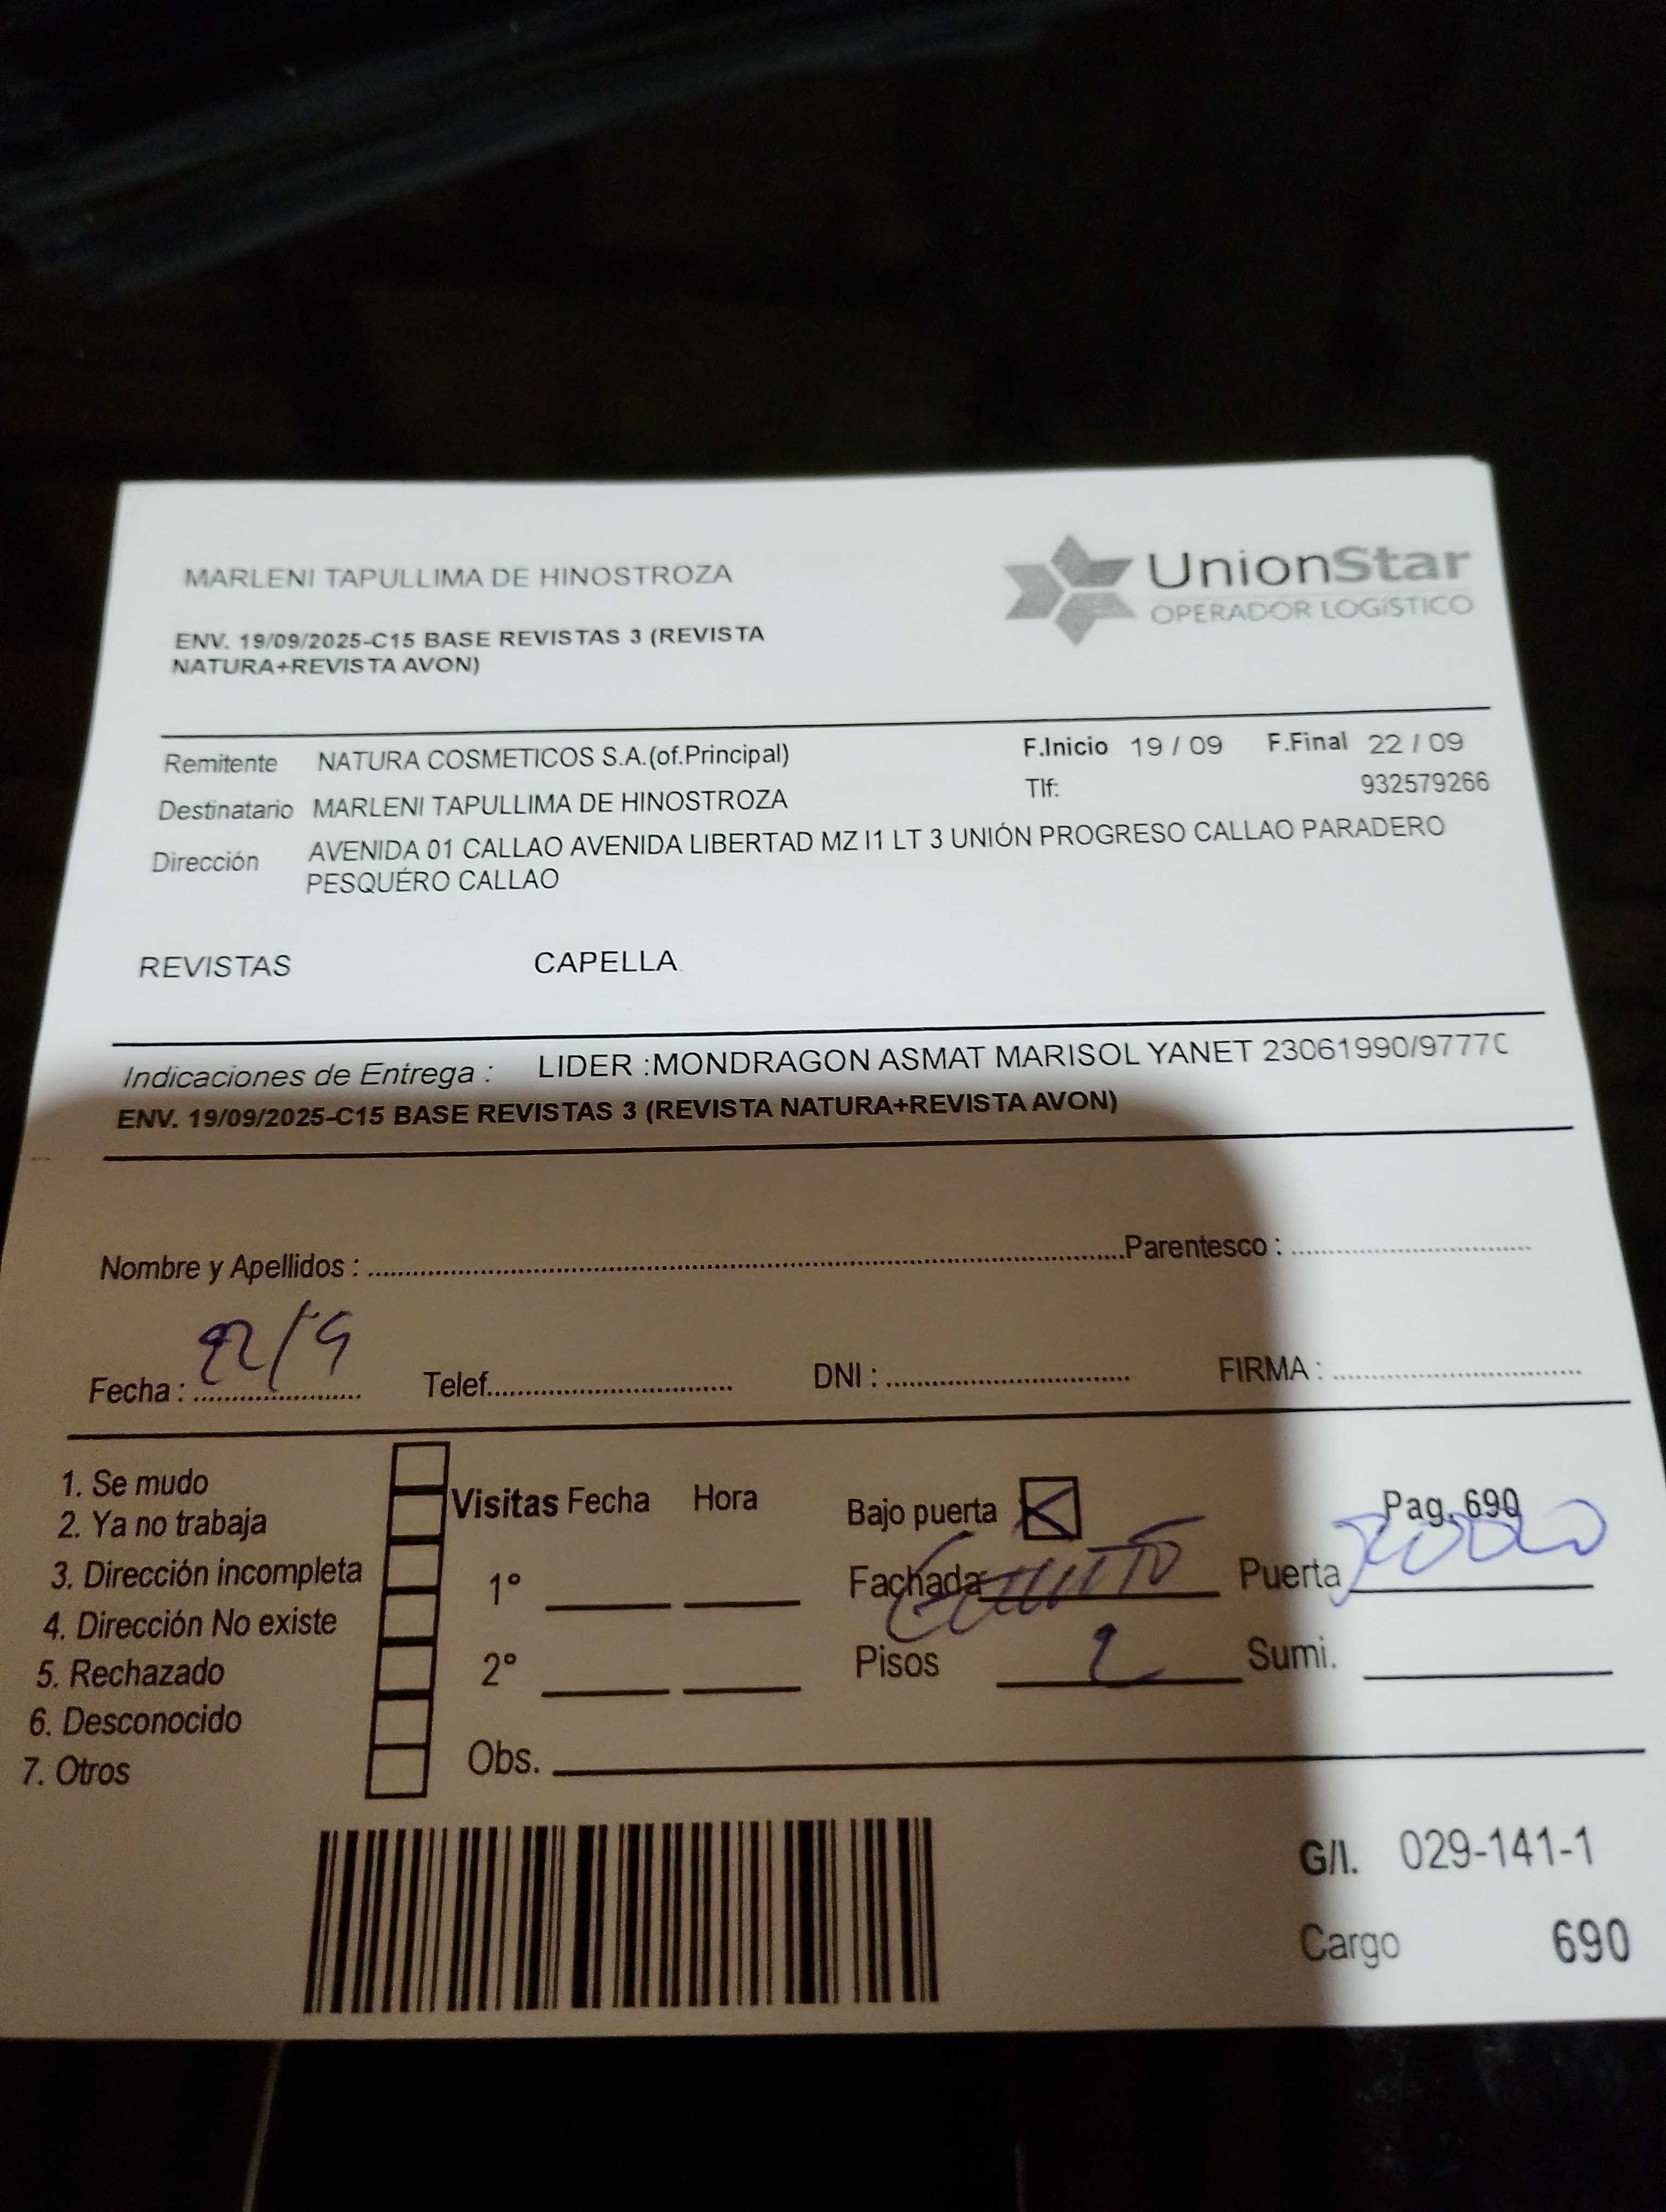 MARLENI TAPULLIMA DE HINOSTROZA
UnionStar
OPERADOR LOGÍSTICO
ENV. 19/09/2025-C15 BASE REVISTAS 3 (REVISTA
NATURA+REVISTA AVON)
Remitente NATURA COSMETICOS S.A.(of.Principal) F.Inicio 19 / 09 F.Final 22 / 09
Destinatario MARLENI TAPULLIMA DE HINOSTROZA Tlf: 932579266
Dirección AVENIDA 01 CALLAO AVENIDA LIBERTAD MZ I1 LT 3 UNIÓN PROGRESO CALLAO PARADERO
PESQUÉRO CALLAO
REVISTAS CAPELLA
Indicaciones de Entrega : LIDER :MONDRAGON ASMAT MARISOL YANET 23061990/9777
ENV. 19/09/2025-C15 BASE REVISTAS 3 (REVISTA NATURA+REVISTA AVON)
Nombre y Apellidos : Parentesco :
Fecha : 22/9 Telef. DNI : FIRMA :
1. Se mudo
2. Ya no trabaja
3. Dirección incompleta
4. Dirección No existe
5. Rechazado
6. Desconocido
7. Otros
Visitas Fecha Hora
1°
2°
Bajo puerta
Pag. 690
Fachada Puerta
Pisos 2 Sumi.
Obs.
G/I. 029-141-1
Cargo 690